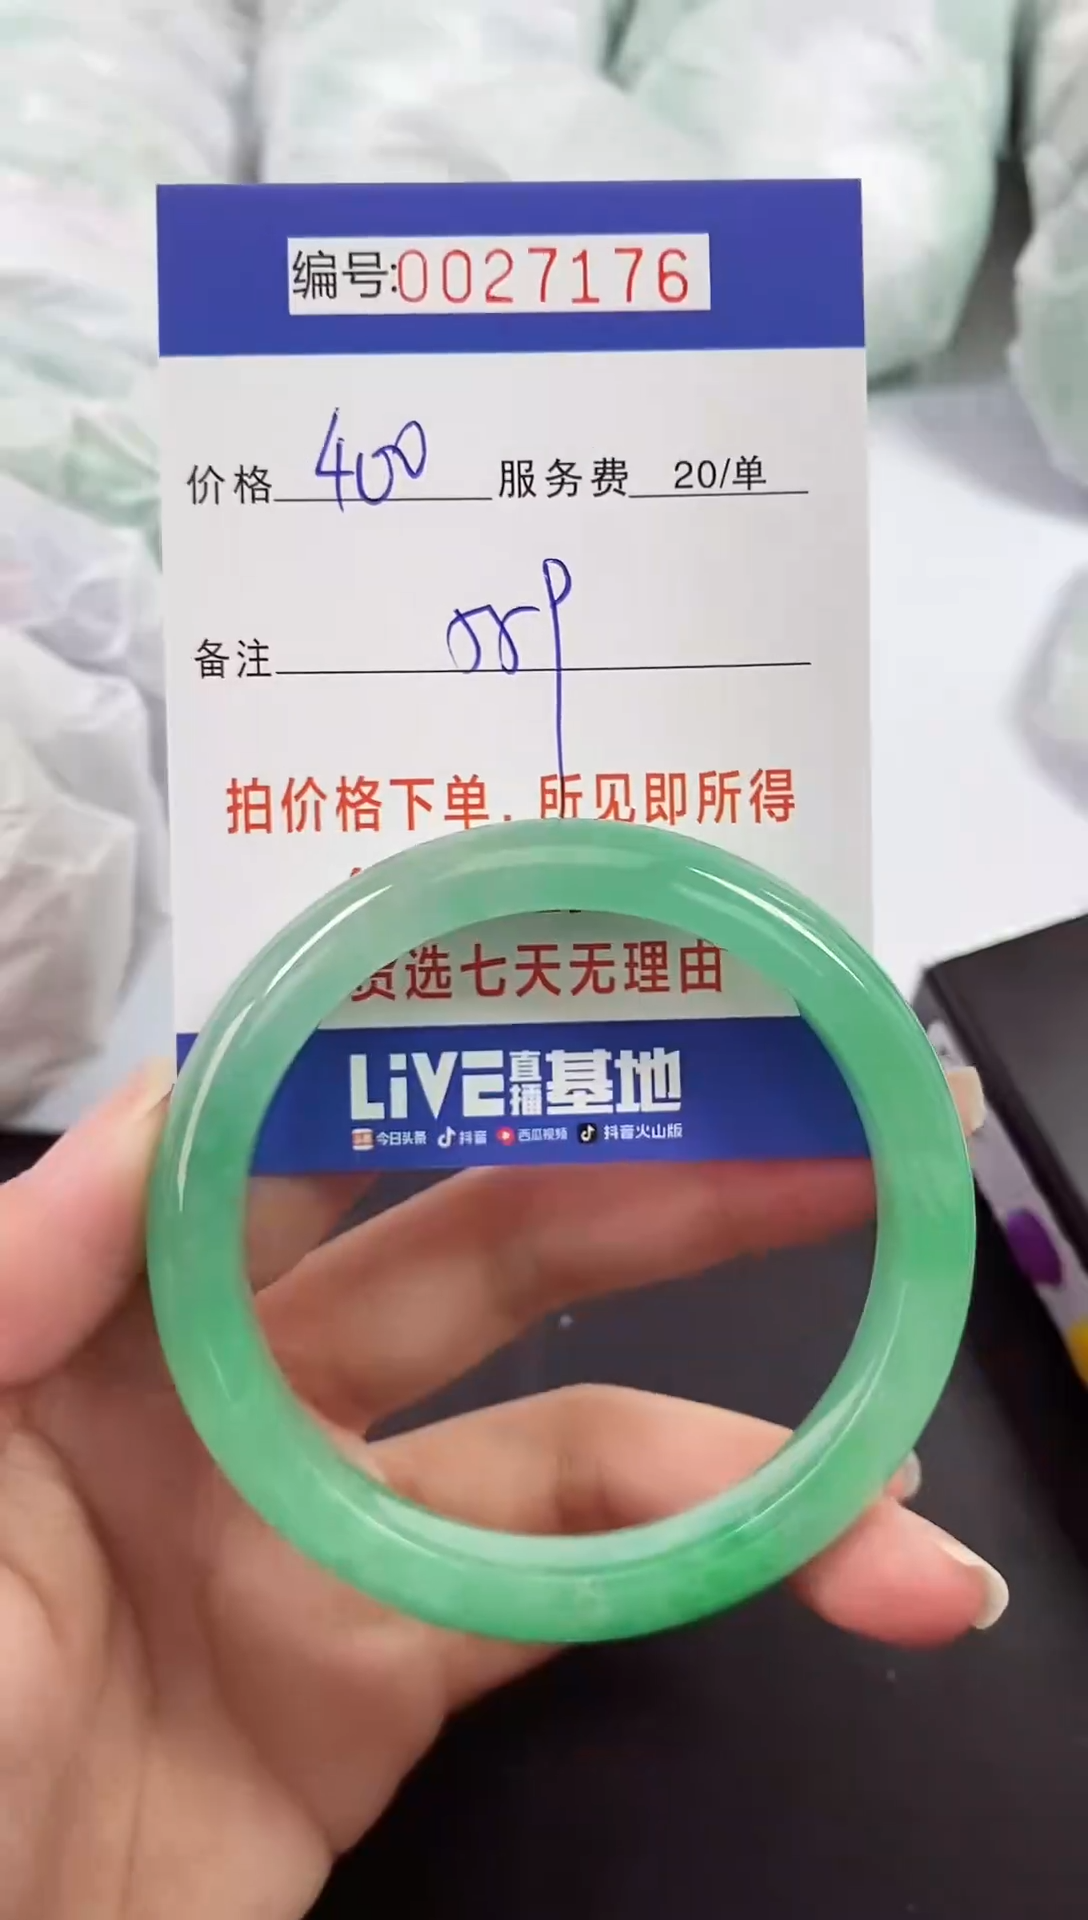 编号:0027176
价格 400 服务费 20/单
备注
拍价格下单，所见即所得
货选七天无理由
LiVE直播基地
今日头条 抖音 西瓜视频 抖音火山版